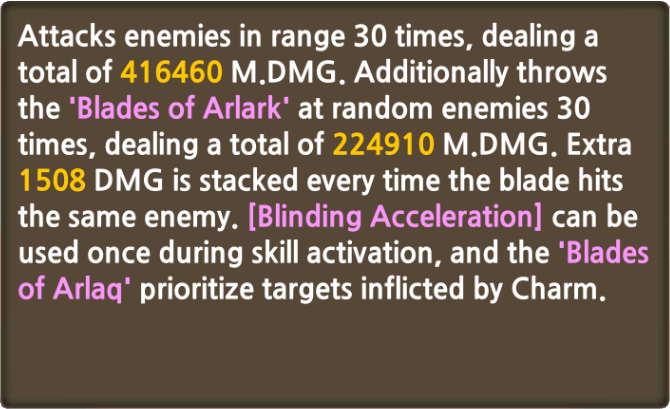 Attacks enemies in range 30 times, dealing a
total of 416460 M.DMG. Additionally throws
the 'Blades of Arlark' at random enemies 30
times, dealing a total of 224910 M.DMG. Extra
1508 DMG is stacked every time the blade hits
the same enemy. [Blinding Acceleration] can be
used once during skill activation, and the 'Blades
of Arlaq' prioritize targets inflicted by Charm.